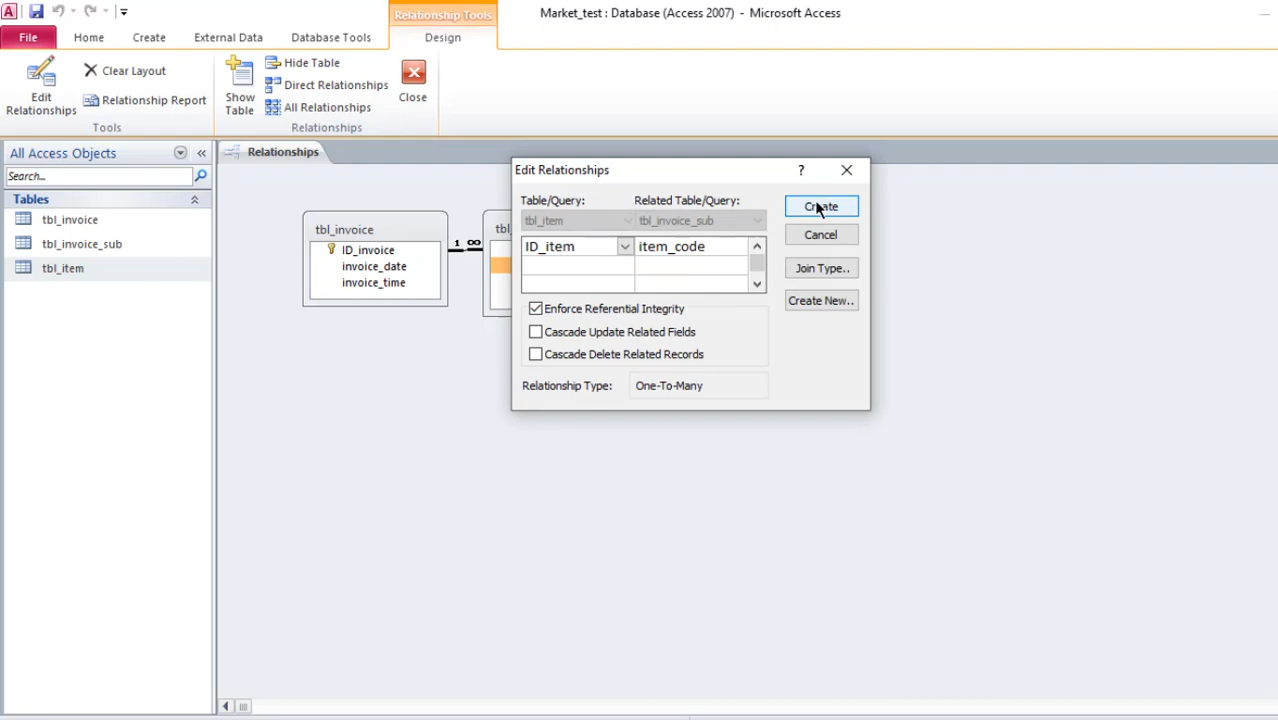 Relationship Tools
Market_test : Database (Access 2007) - Microsoft Access
File
Home
Create
External Data
Database Tools
Design
Edit
Relationships
Clear Layout
Relationship Report
Tools
Show
Table
Hide Table
Direct Relationships
All Relationships
Relationships
Close
All Access Objects
Search...
Tables
tbl_invoice
tbl_invoice_sub
tbl_item
Relationships
tbl_invoice
ID_invoice
invoice_date
invoice_time
1 ∞
Edit Relationships
Table/Query:
Related Table/Query:
tbl_item
tbl_invoice_sub
ID_item
item_code
Enforce Referential Integrity
Cascade Update Related Fields
Cascade Delete Related Records
Relationship Type:
One-To-Many
Create
Cancel
Join Type..
Create New..